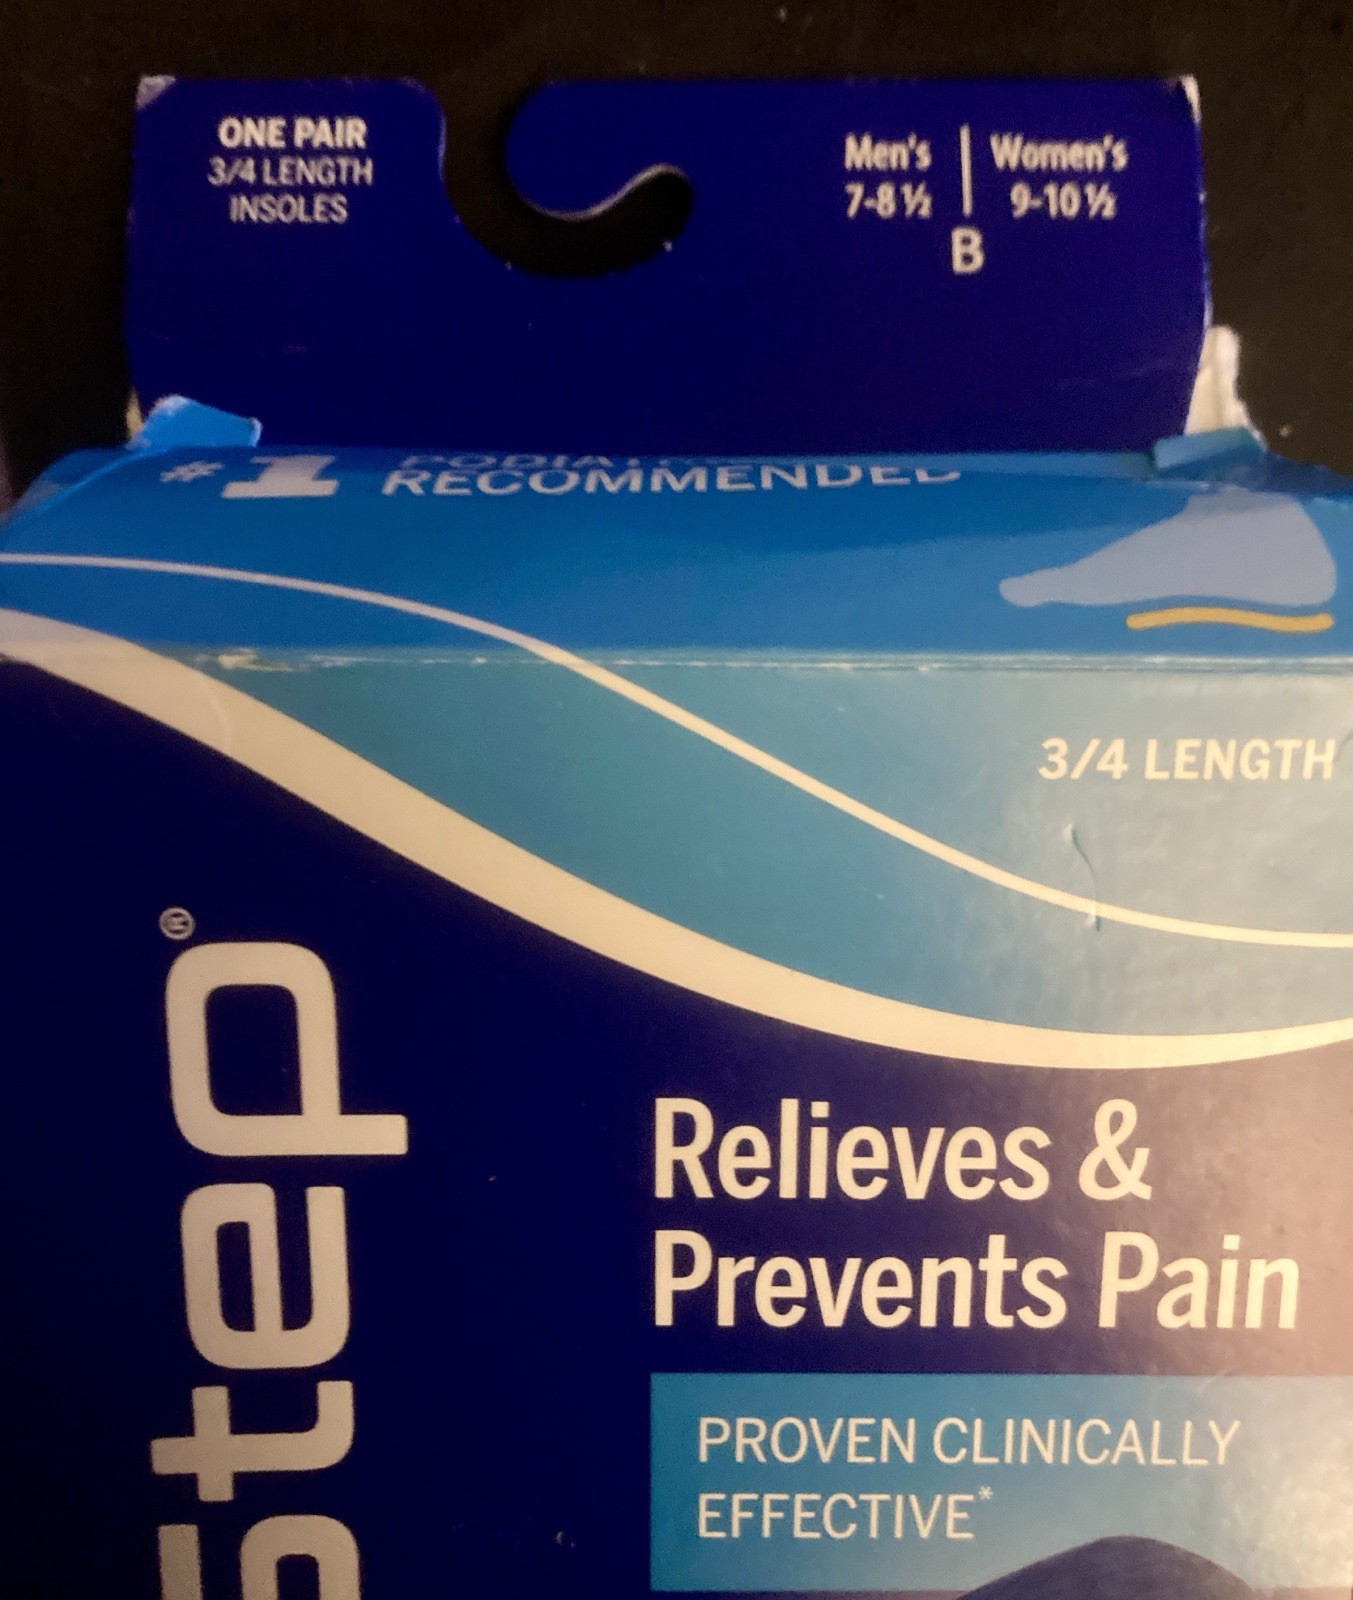 ONE PAIR
3/4 LENGTH
INSOLES
Men's | Women's
7-8 ½ | 9-10 ½
B
#1
RECOMMENDED
3/4 LENGTH
step®
Relieves &
Prevents Pain
PROVEN CLINICALLY
EFFECTIVE*